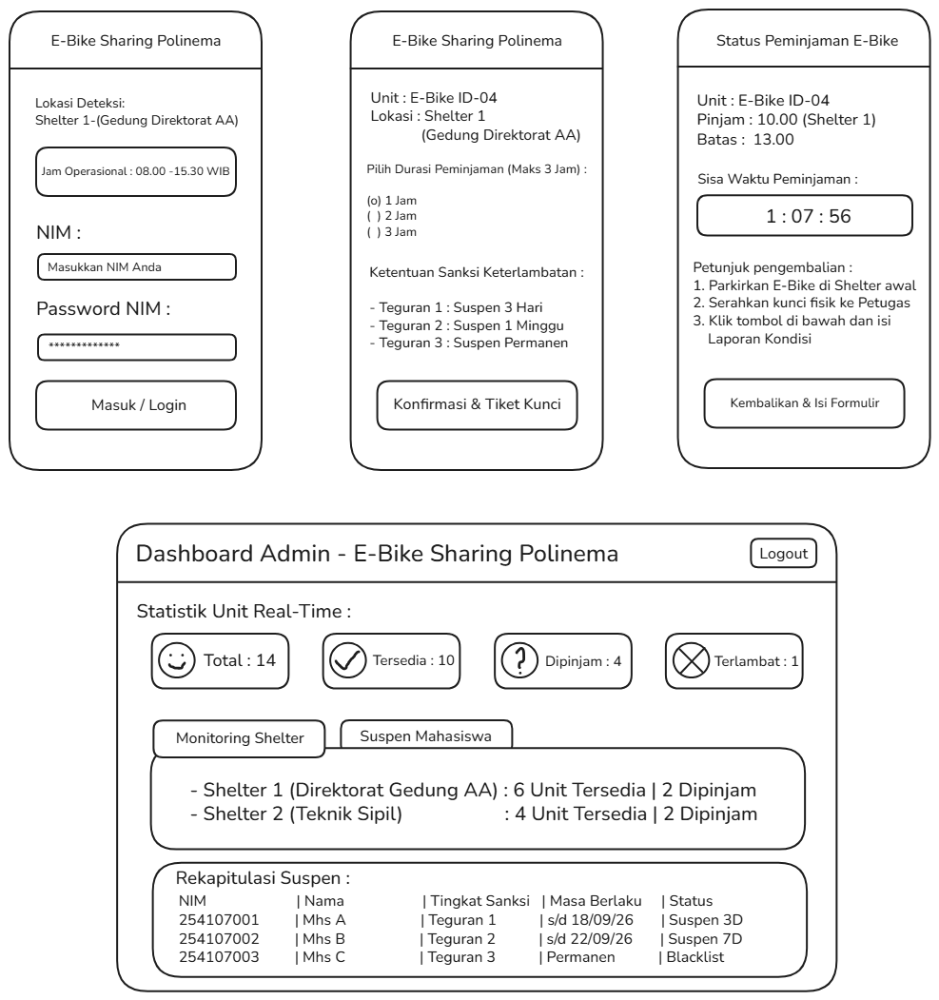 E-Bike Sharing Polinema
Lokasi Deteksi:
Shelter 1-(Gedung Direktorat AA)
Jam Operasional : 08.00 -15.30 WIB
NIM :
Masukkan NIM Anda
Password NIM :
*************
Masuk / Login
E-Bike Sharing Polinema
Unit : E-Bike ID-04
Lokasi : Shelter 1
(Gedung Direktorat AA)
Pilih Durasi Peminjaman (Maks 3 Jam) :
(o) 1 Jam
( ) 2 Jam
( ) 3 Jam
Ketentuan Sanksi Keterlambatan :
- Teguran 1 : Suspen 3 Hari
- Teguran 2 : Suspen 1 Minggu
- Teguran 3 : Suspen Permanen
Konfirmasi & Tiket Kunci
Status Peminjaman E-Bike
Unit : E-Bike ID-04
Pinjam : 10.00 (Shelter 1)
Batas : 13.00
Sisa Waktu Peminjaman :
1 : 07 : 56
Petunjuk pengembalian :
1. Parkirkan E-Bike di Shelter awal
2. Serahkan kunci fisik ke Petugas
3. Klik tombol di bawah dan isi
Laporan Kondisi
Kembalikan & Isi Formulir
Dashboard Admin - E-Bike Sharing Polinema
Logout
Statistik Unit Real-Time :
Total : 14
Tersedia : 10
?
Dipinjam : 4
Terlambat : 1
Monitoring Shelter
Suspen Mahasiswa
- Shelter 1 (Direktorat Gedung AA) : 6 Unit Tersedia | 2 Dipinjam
- Shelter 2 (Teknik Sipil) : 4 Unit Tersedia | 2 Dipinjam
Rekapitulasi Suspen :
NIM | Nama | Tingkat Sanksi | Masa Berlaku | Status
254107001 | Mhs A | Teguran 1 | s/d 18/09/26 | Suspen 3D
254107002 | Mhs B | Teguran 2 | s/d 22/09/26 | Suspen 7D
254107003 | Mhs C | Teguran 3 | Permanen | Blacklist